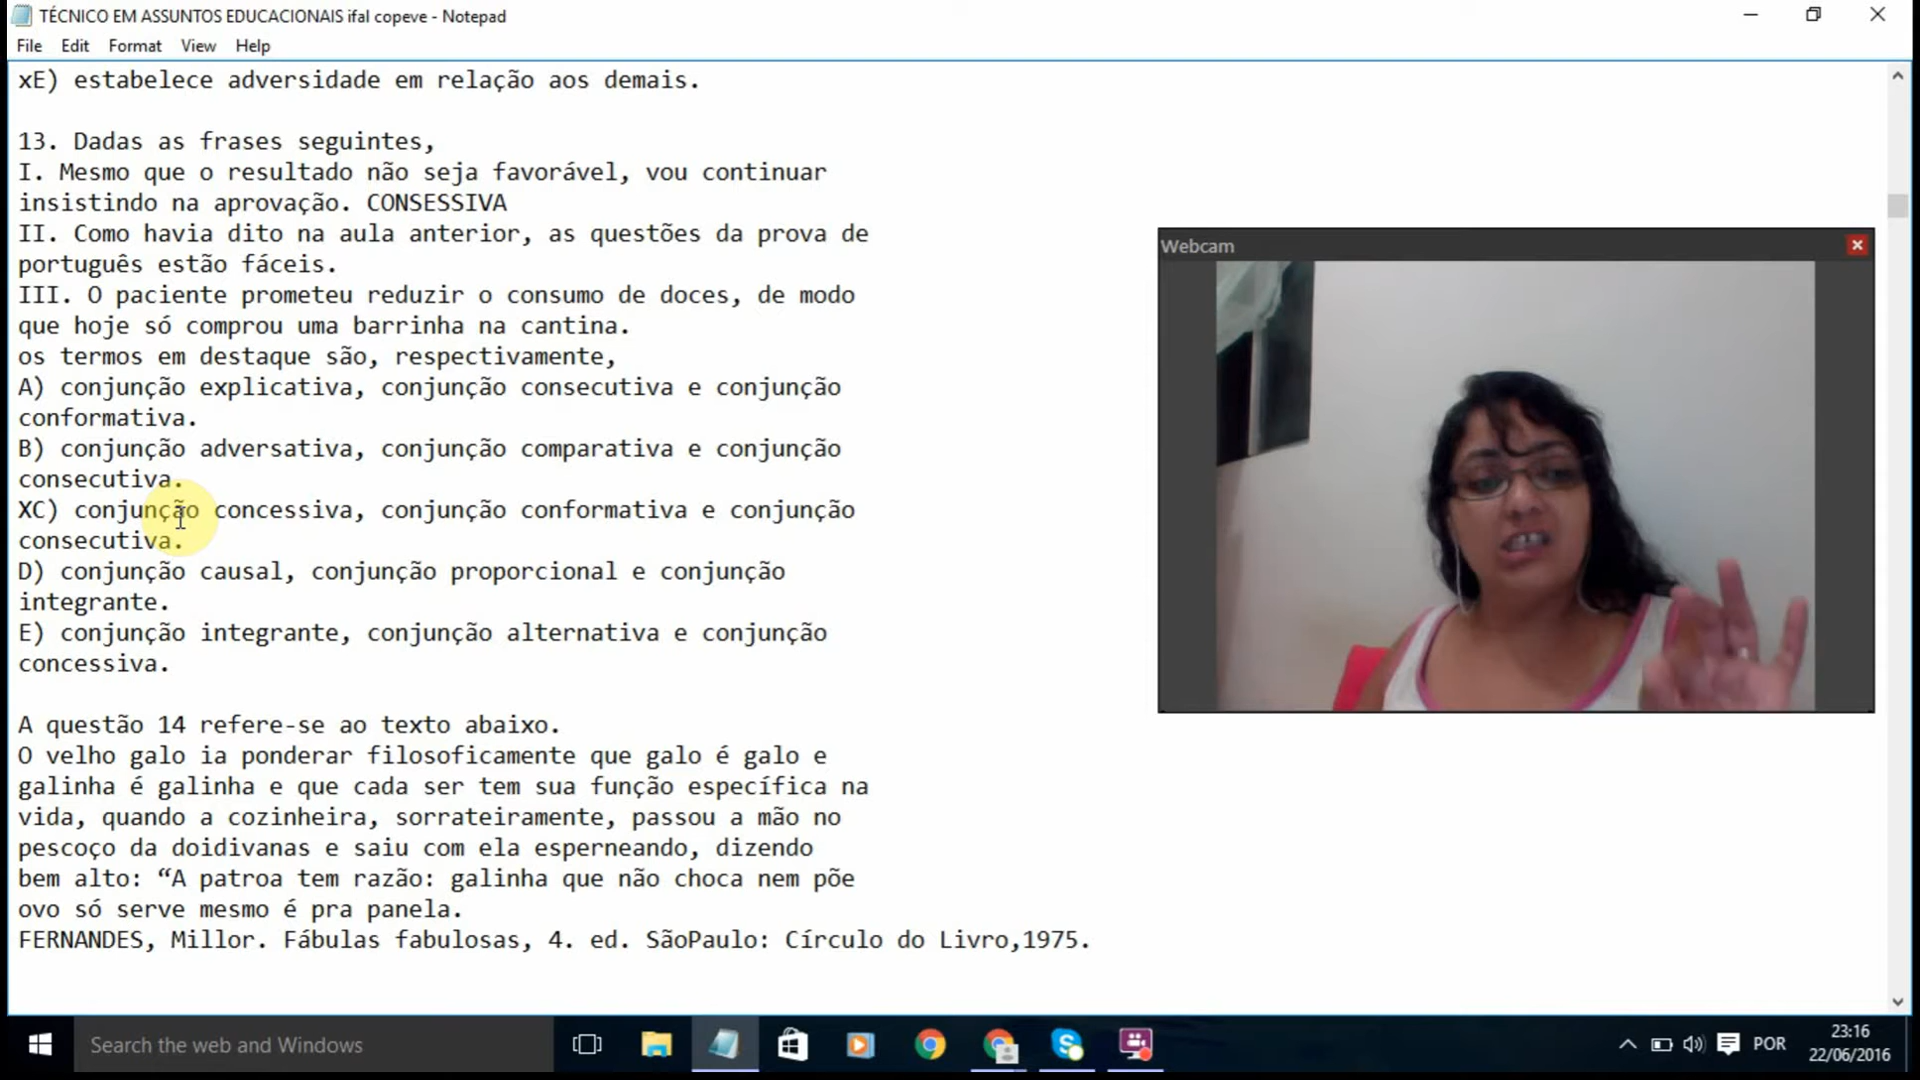 TÉCNICO EM ASSUNTOS EDUCACIONAIS ifal copeve - Notepad
File Edit Format View Help
xE) estabelece adversidade em relação aos demais.
13. Dadas as frases seguintes,
I. Mesmo que o resultado não seja favorável, vou continuar
insistindo na aprovação. CONSESSIVA
II. Como havia dito na aula anterior, as questões da prova de
português estão fáceis.
III. O paciente prometeu reduzir o consumo de doces, de modo
que hoje só comprou uma barrinha na cantina.
os termos em destaque são, respectivamente,
A) conjunção explicativa, conjunção consecutiva e conjunção
conformativa.
B) conjunção adversativa, conjunção comparativa e conjunção
consecutiva.
XC) conjunção concessiva, conjunção conformativa e conjunção
consecutiva.
D) conjunção causal, conjunção proporcional e conjunção
integrante.
E) conjunção integrante, conjunção alternativa e conjunção
concessiva.
A questão 14 refere-se ao texto abaixo.
O velho galo ia ponderar filosoficamente que galo é galo e
galinha é galinha e que cada ser tem sua função específica na
vida, quando a cozinheira, sorrateiramente, passou a mão no
pescoço da doidivanas e saiu com ela esperneando, dizendo
bem alto: “A patroa tem razão: galinha que não choca nem põe
ovo só serve mesmo é pra panela.
FERNANDES, Millor. Fábulas fabulosas, 4. ed. SãoPaulo: Círculo do Livro,1975.
Webcam
Search the web and Windows
POR
23:16
22/06/2016